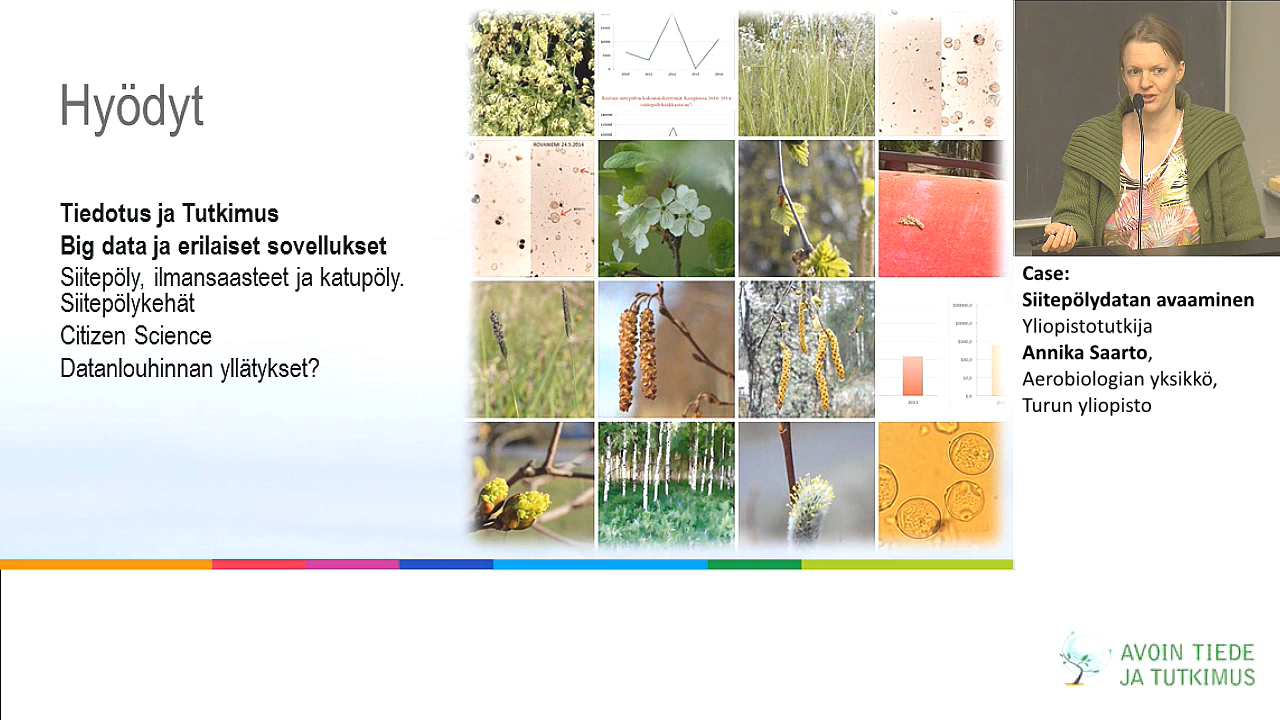 Hyödyt
Tiedotus ja Tutkimus
Big data ja erilaiset sovellukset
Siitepöly, ilmansaasteet ja katupöly.
Siitepölykehät
Citizen Science
Datanlouhinnan yllätykset?
ROVANIEMI 24.5.2014
2013
Case:
Siitepölydatan avaaminen
Yliopistotutkija
Annika Saarto,
Aerobiologian yksikkö,
Turun yliopisto
AVOIN TIEDE
JA TUTKIMUS